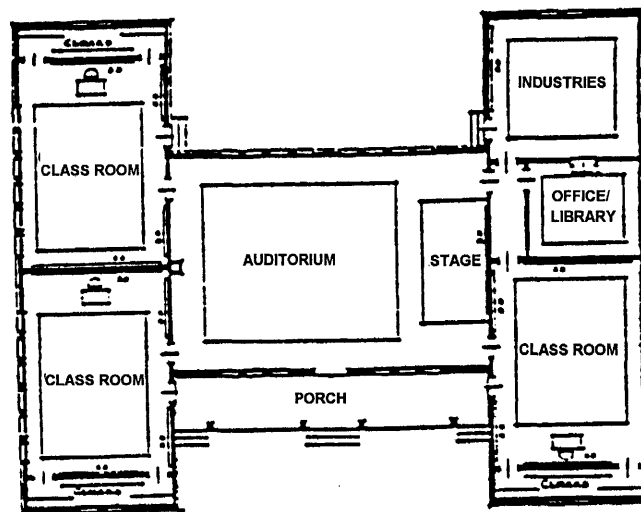 INDUSTRIES
CLASS ROOM
OFFICE/
LIBRARY
AUDITORIUM
STAGE
CLASS ROOM
CLASS ROOM
PORCH